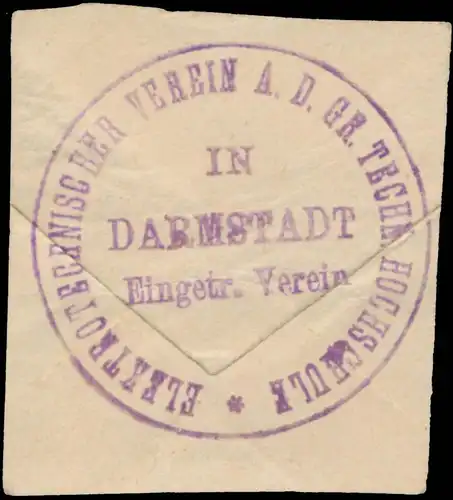 ELEKTROTECHNISCHER VEREIN A. D. GR. TECHN. HOCHSCHULE *
IN
DARMSTADT
Eingetr. Verein